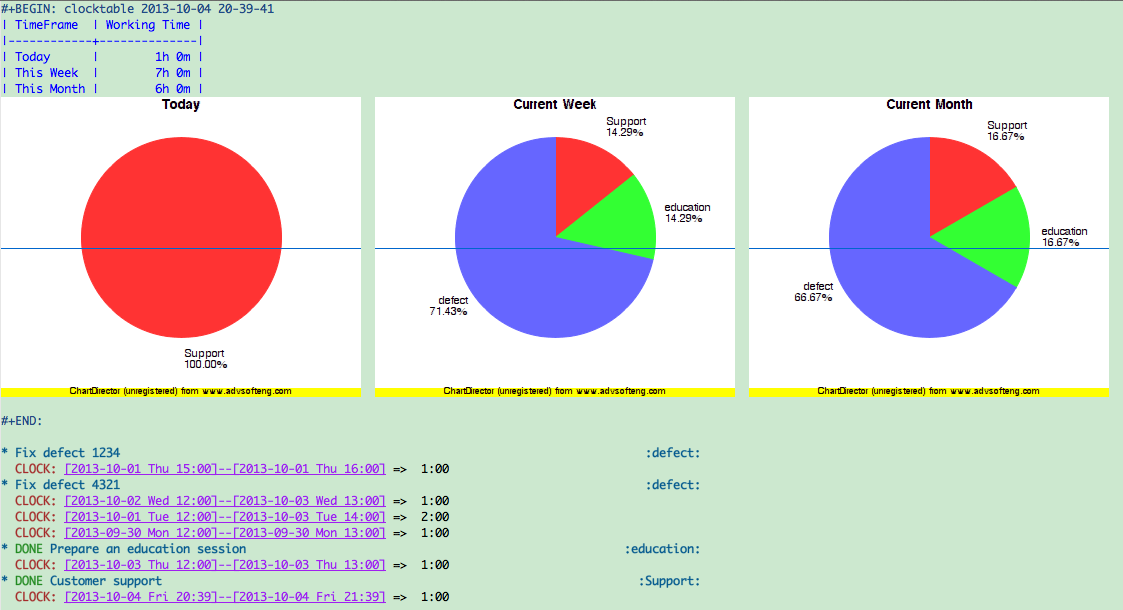 #+BEGIN: clocktable 2013-10-04 20-39-41
| TimeFrame | Working Time |
|------------+--------------|
| Today | 1h 0m |
| This Week | 7h 0m |
| This Month | 6h 0m |
Today
Support
100.00%
ChartDirector (unregistered) from www.advsofteng.com
Current Week
Support
14.29%
education
14.29%
defect
71.43%
ChartDirector (unregistered) from www.advsofteng.com
Current Month
Support
16.67%
education
16.67%
defect
66.67%
ChartDirector (unregistered) from www.advsofteng.com
#+END:
* Fix defect 1234 :defect:
CLOCK: [2013-10-01 Thu 15:00]--[2013-10-01 Thu 16:00] => 1:00
* Fix defect 4321 :defect:
CLOCK: [2013-10-02 Wed 12:00]--[2013-10-03 Wed 13:00] => 1:00
CLOCK: [2013-10-01 Tue 12:00]--[2013-10-03 Tue 14:00] => 2:00
CLOCK: [2013-09-30 Mon 12:00]--[2013-09-30 Mon 13:00] => 1:00
* DONE Prepare an education session :education:
CLOCK: [2013-10-03 Thu 12:00]--[2013-10-03 Thu 13:00] => 1:00
* DONE Customer support :Support:
CLOCK: [2013-10-04 Fri 20:39]--[2013-10-04 Fri 21:39] => 1:00